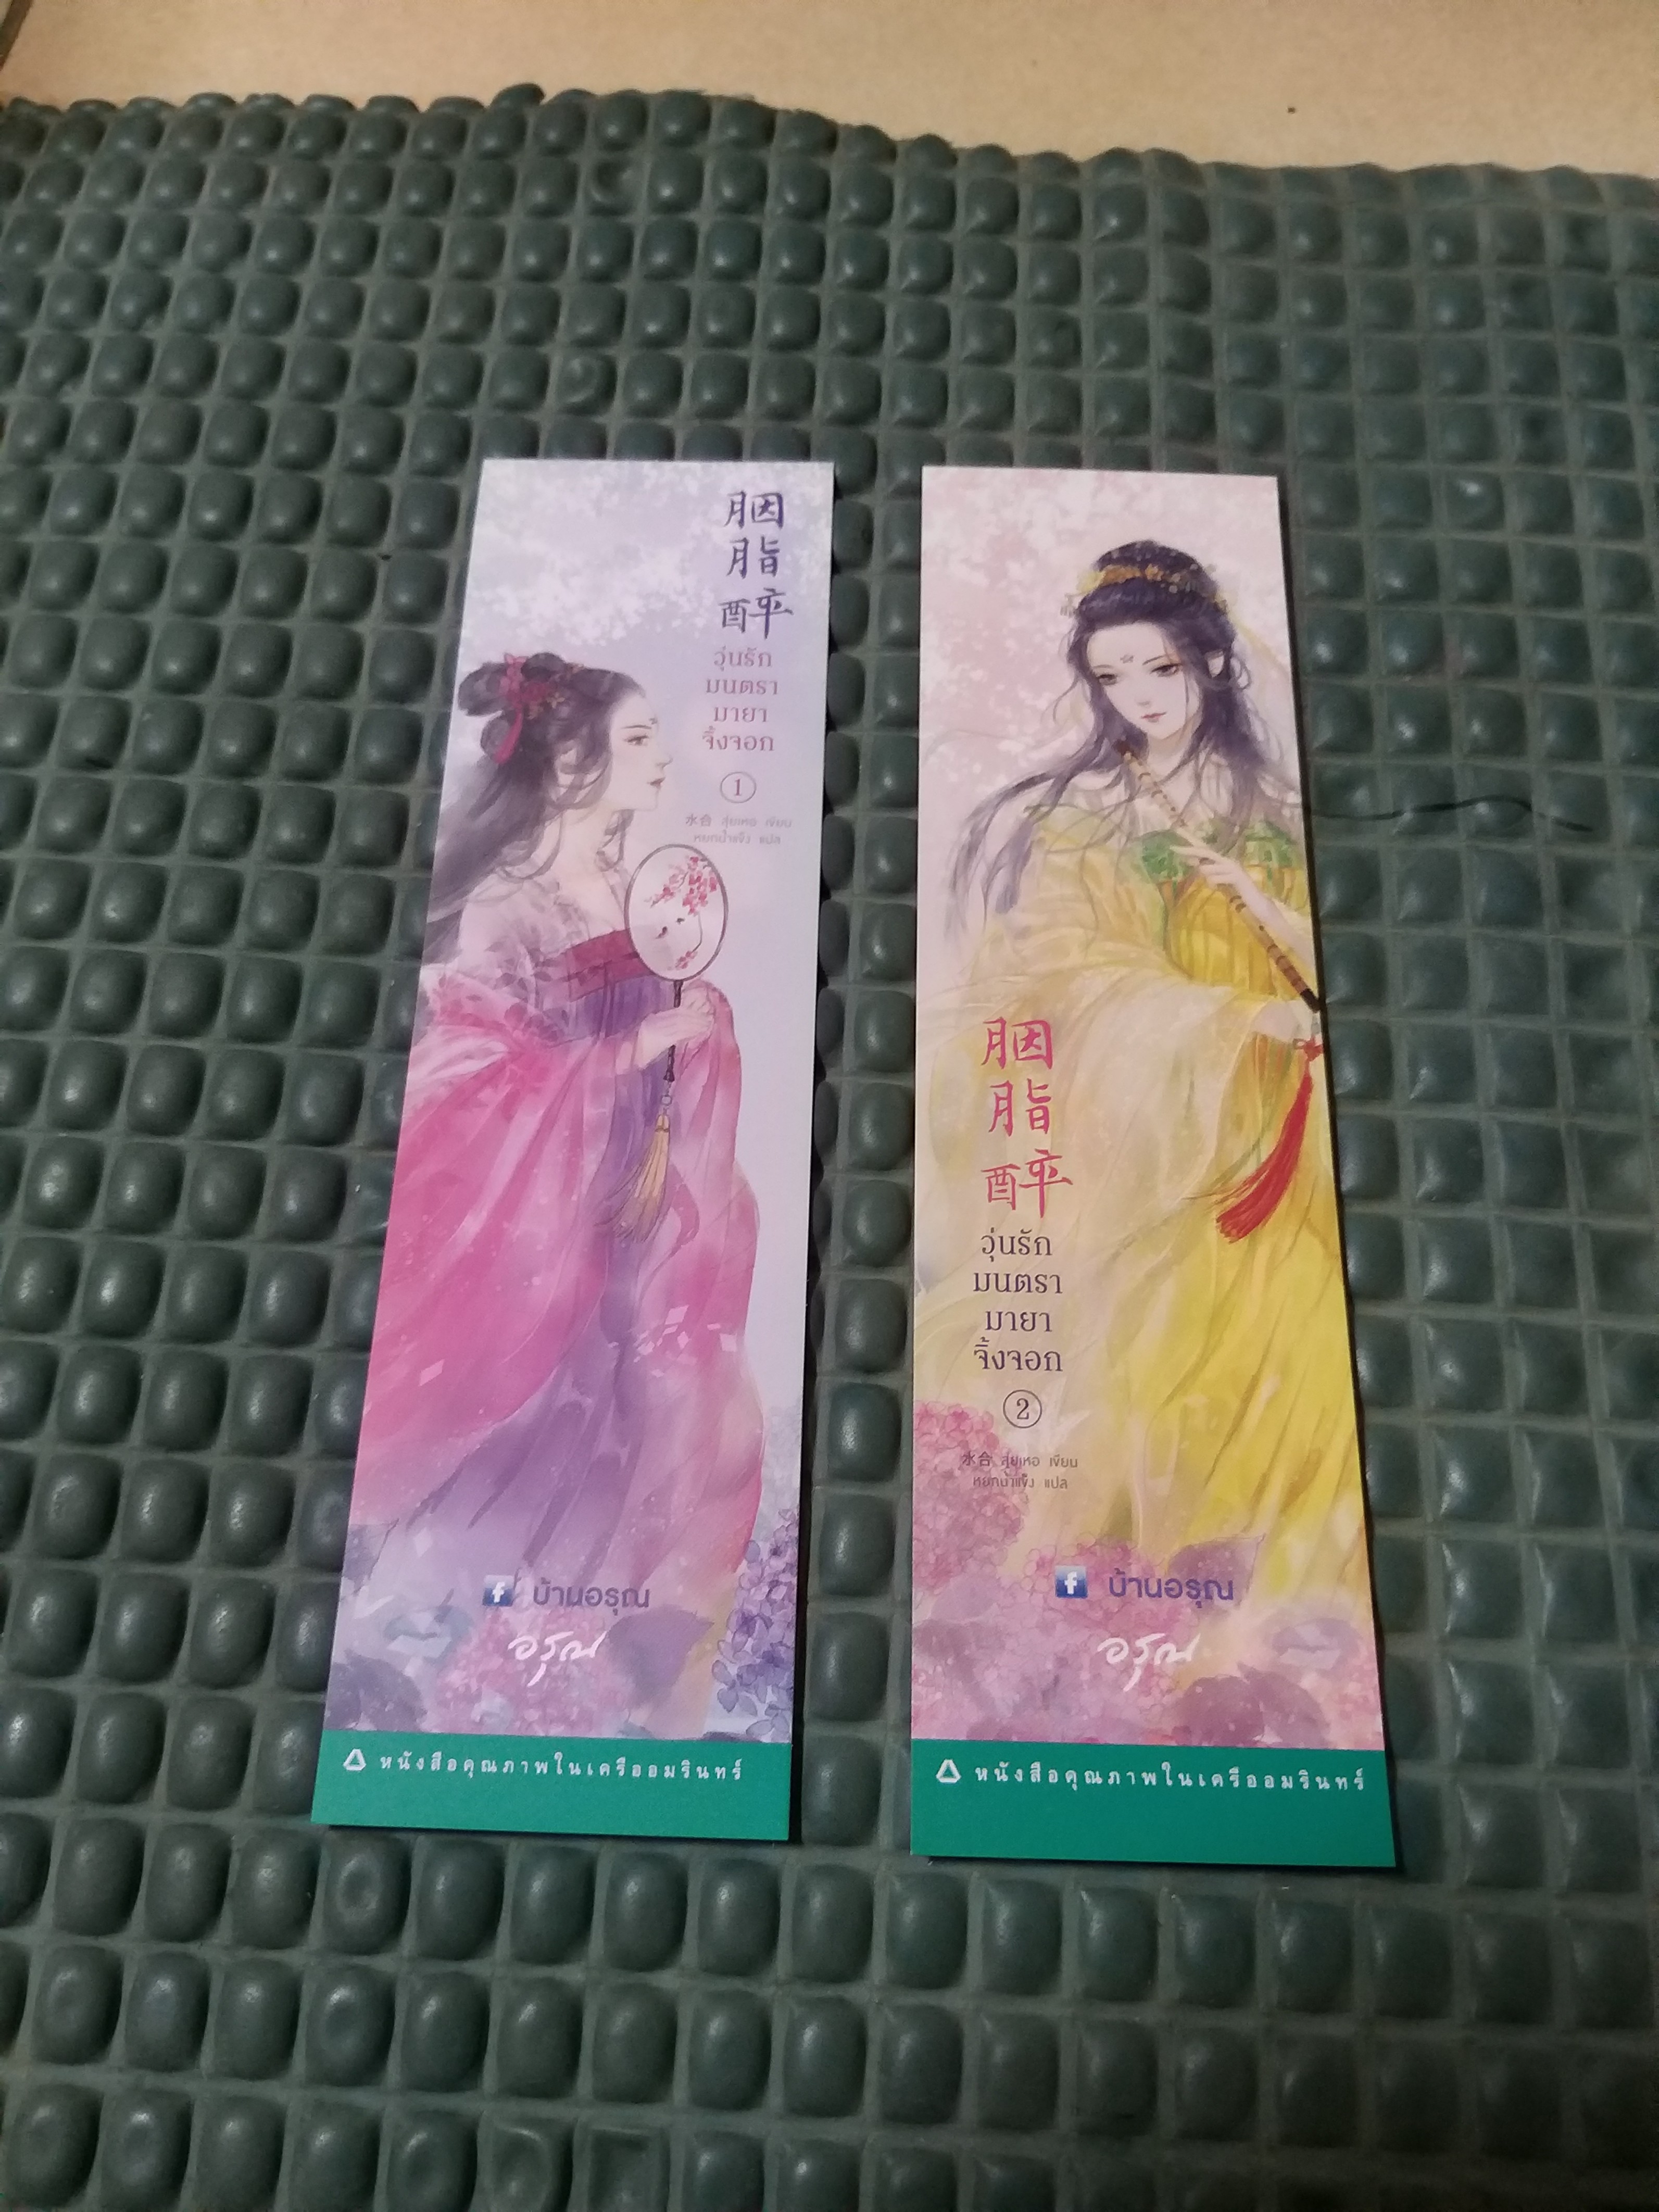 胭
脂
醉
วุ่นรัก
มนตรา
มายา
จิ้งจอก
1
水合 สุ่ยเหอ เขียน
หยกน้ำแข็ง แปล
บ้านอรุณ
อรุณ
หนังสือคุณภาพในเครืออมรินทร์
胭
脂
醉
วุ่นรัก
มนตรา
มายา
จิ้งจอก
2
水合 สุ่ยเหอ เขียน
หยกน้ำแข็ง แปล
บ้านอรุณ
อรุณ
หนังสือคุณภาพในเครืออมรินทร์